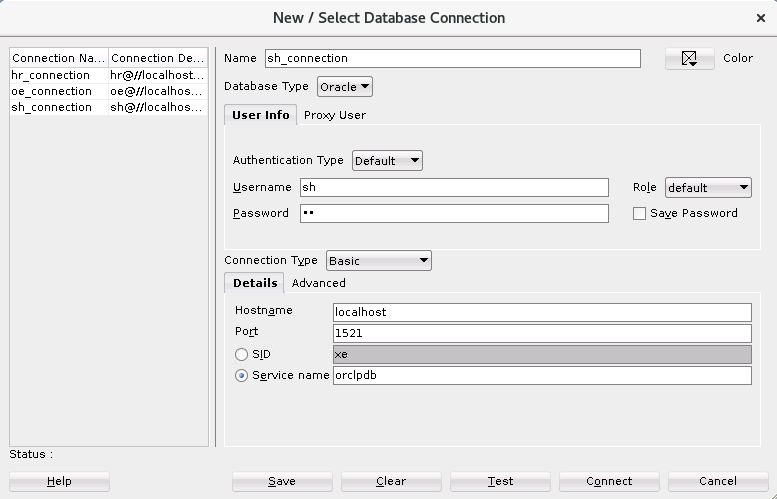 New / Select Database Connection
Connection Na... Connection De...
hr_connection hr@//localhost...
oe_connection oe@//localhos...
sh_connection sh@//localhos...
Name sh_connection Color
Database Type Oracle
User Info Proxy User
Authentication Type Default
Username sh Role default
Password •• Save Password
Connection Type Basic
Details Advanced
Hostname localhost
Port 1521
SID xe
Service name orclpdb
Status :
Help Save Clear Test Connect Cancel